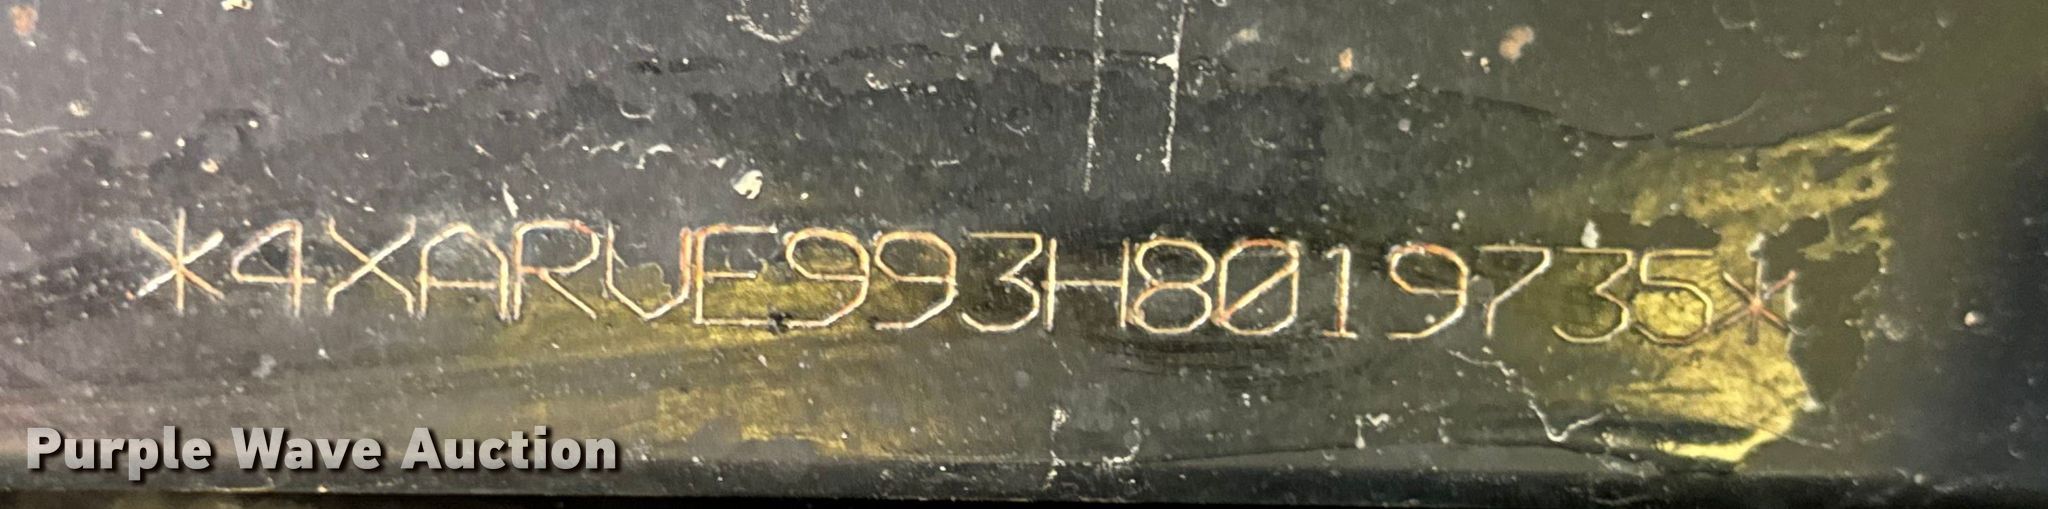 *4XARVE993H8019735*
Purple Wave Auction